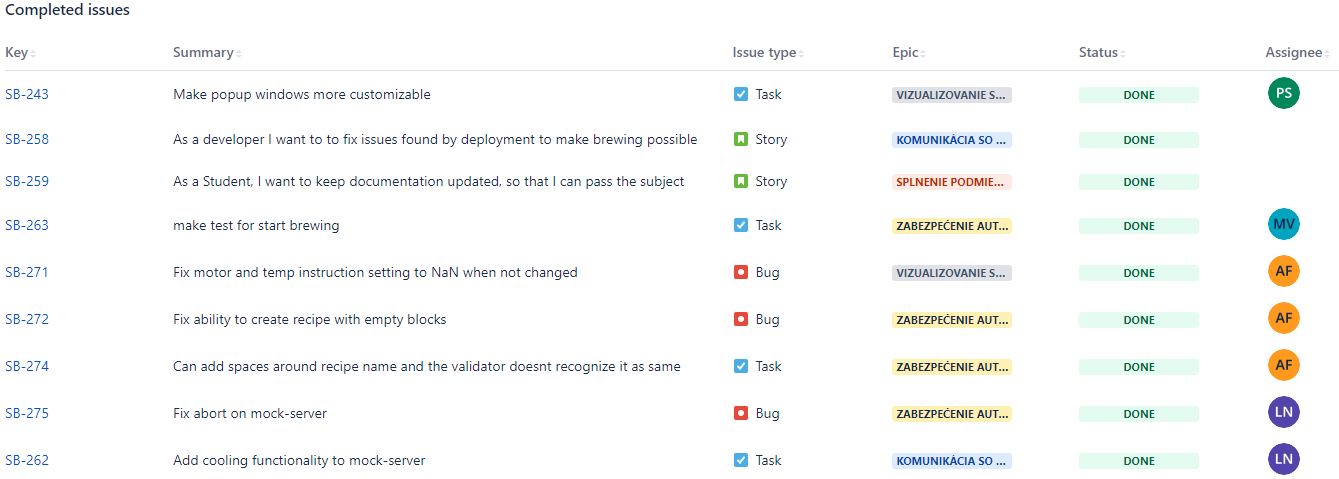 Completed issues
Key Summary Issue type Epic Status Assignee
SB-243 Make popup windows more customizable Task VIZUALIZOVANIE S... DONE PS
SB-258 As a developer I want to to fix issues found by deployment to make brewing possible Story KOMUNIKÁCIA SO ... DONE
SB-259 As a Student, I want to keep documentation updated, so that I can pass the subject Story SPLNENIE PODMIE... DONE
SB-263 make test for start brewing Task ZABEZPEČENIE AUT... DONE MV
SB-271 Fix motor and temp instruction setting to NaN when not changed Bug VIZUALIZOVANIE S... DONE AF
SB-272 Fix ability to create recipe with empty blocks Bug ZABEZPEČENIE AUT... DONE AF
SB-274 Can add spaces around recipe name and the validator doesnt recognize it as same Task ZABEZPEČENIE AUT... DONE AF
SB-275 Fix abort on mock-server Bug ZABEZPEČENIE AUT... DONE LN
SB-262 Add cooling functionality to mock-server Task KOMUNIKÁCIA SO ... DONE LN